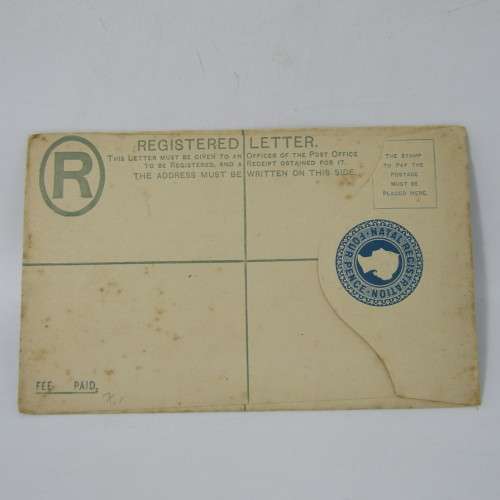 R
REGISTERED LETTER.
THIS LETTER MUST BE GIVEN TO AN OFFICER OF THE POST OFFICE
TO BE REGISTERED, AND A RECEIPT OBTAINED FOR IT.
THE ADDRESS MUST BE WRITTEN ON THIS SIDE.
THE STAMP
TO PAY THE
POSTAGE
MUST BE
PLACED HERE.
NATAL REGISTRATION
FOUR PENCE
FEE PAID.